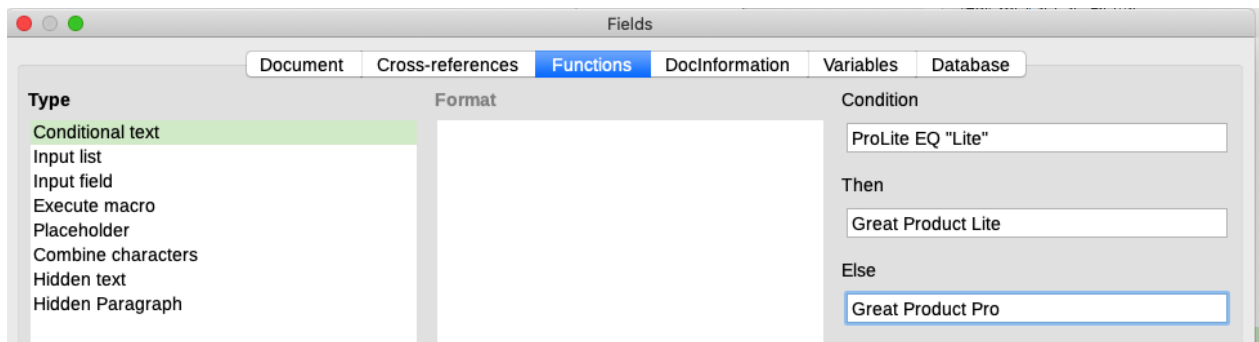 Fields
Document Cross-references Functions DocInformation Variables Database
Type
Conditional text
Input list
Input field
Execute macro
Placeholder
Combine characters
Hidden text
Hidden Paragraph
Format
Condition
ProLite EQ "Lite"
Then
Great Product Lite
Else
Great Product Pro